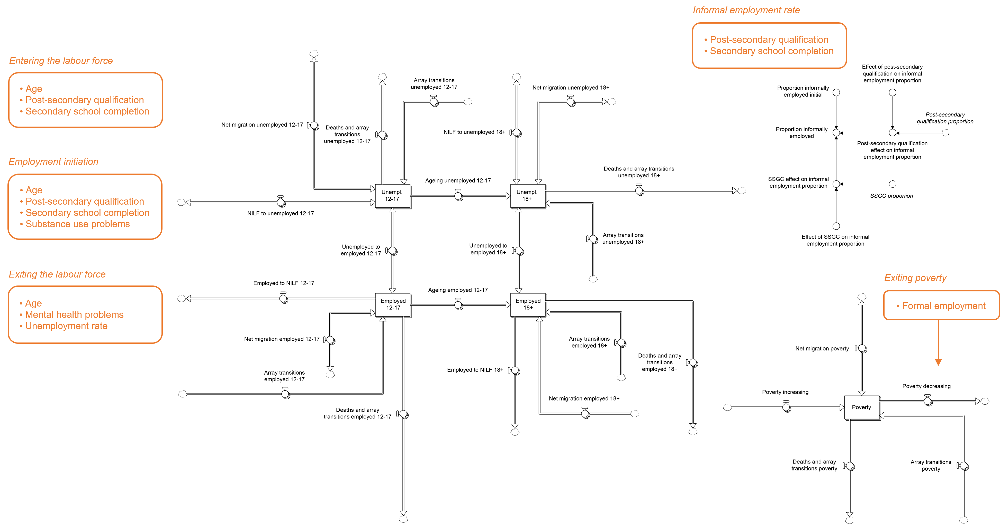 Informal employment rate
• Post-secondary qualification
• Secondary school completion
Entering the labour force
• Age
• Post-secondary qualification
• Secondary school completion
Employment initiation
• Age
• Post-secondary qualification
• Secondary school completion
• Substance use problems
Exiting the labour force
• Age
• Mental health problems
• Unemployment rate
Net migration unemployed 12-17
Deaths and array
transitions
unemployed 12-17
Array transitions
unemployed 12-17
NILF to unemployed 18+
Net migration unemployed 18+
Deaths and array transitions
unemployed 18+
Ageing unemployed 12-17
Unempl.
12-17
Unempl.
18+
NILF to unemployed 12-17
Array transitions
unemployed 18+
Unemployed to
employed 12-17
Unemployed to
employed 18+
Employed to NILF 12-17
Ageing employed 12-17
Employed
12-17
Employed
18+
Net migration employed 12-17
Array transitions
employed 12-17
Deaths and array
transitions employed 12-17
Employed to NILF 18+
Array transitions
employed 18+
Deaths and array
transitions
employed 18+
Net migration employed 18+
Effect of post-secondary
qualification on informal
employment proportion
Proportion informally
employed initial
Post-secondary
qualification proportion
Proportion informally
employed
Post-secondary qualification
effect on informal
employment proportion
SSGC effect on informal
employment proportion
SSGC proportion
Effect of SSGC on informal
employment proportion
Exiting poverty
• Formal employment
Net migration poverty
Poverty increasing
Poverty decreasing
Poverty
Deaths and array
transitions poverty
Array transitions
poverty